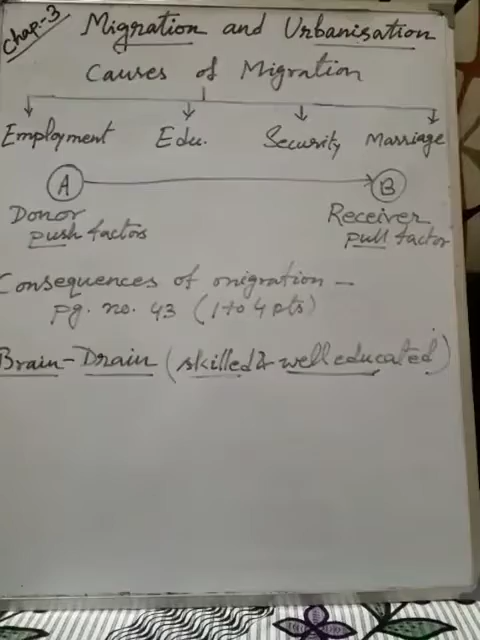 Chap-3
Migration and Urbanisation
Causes of Migration
Employment Edu. Security Marriage
A B
Donor Receiver
push factors pull factor
Consequences of migration –
pg. no. 43 (1 to 4 pts)
Brain-Drain (skilled & well educated)